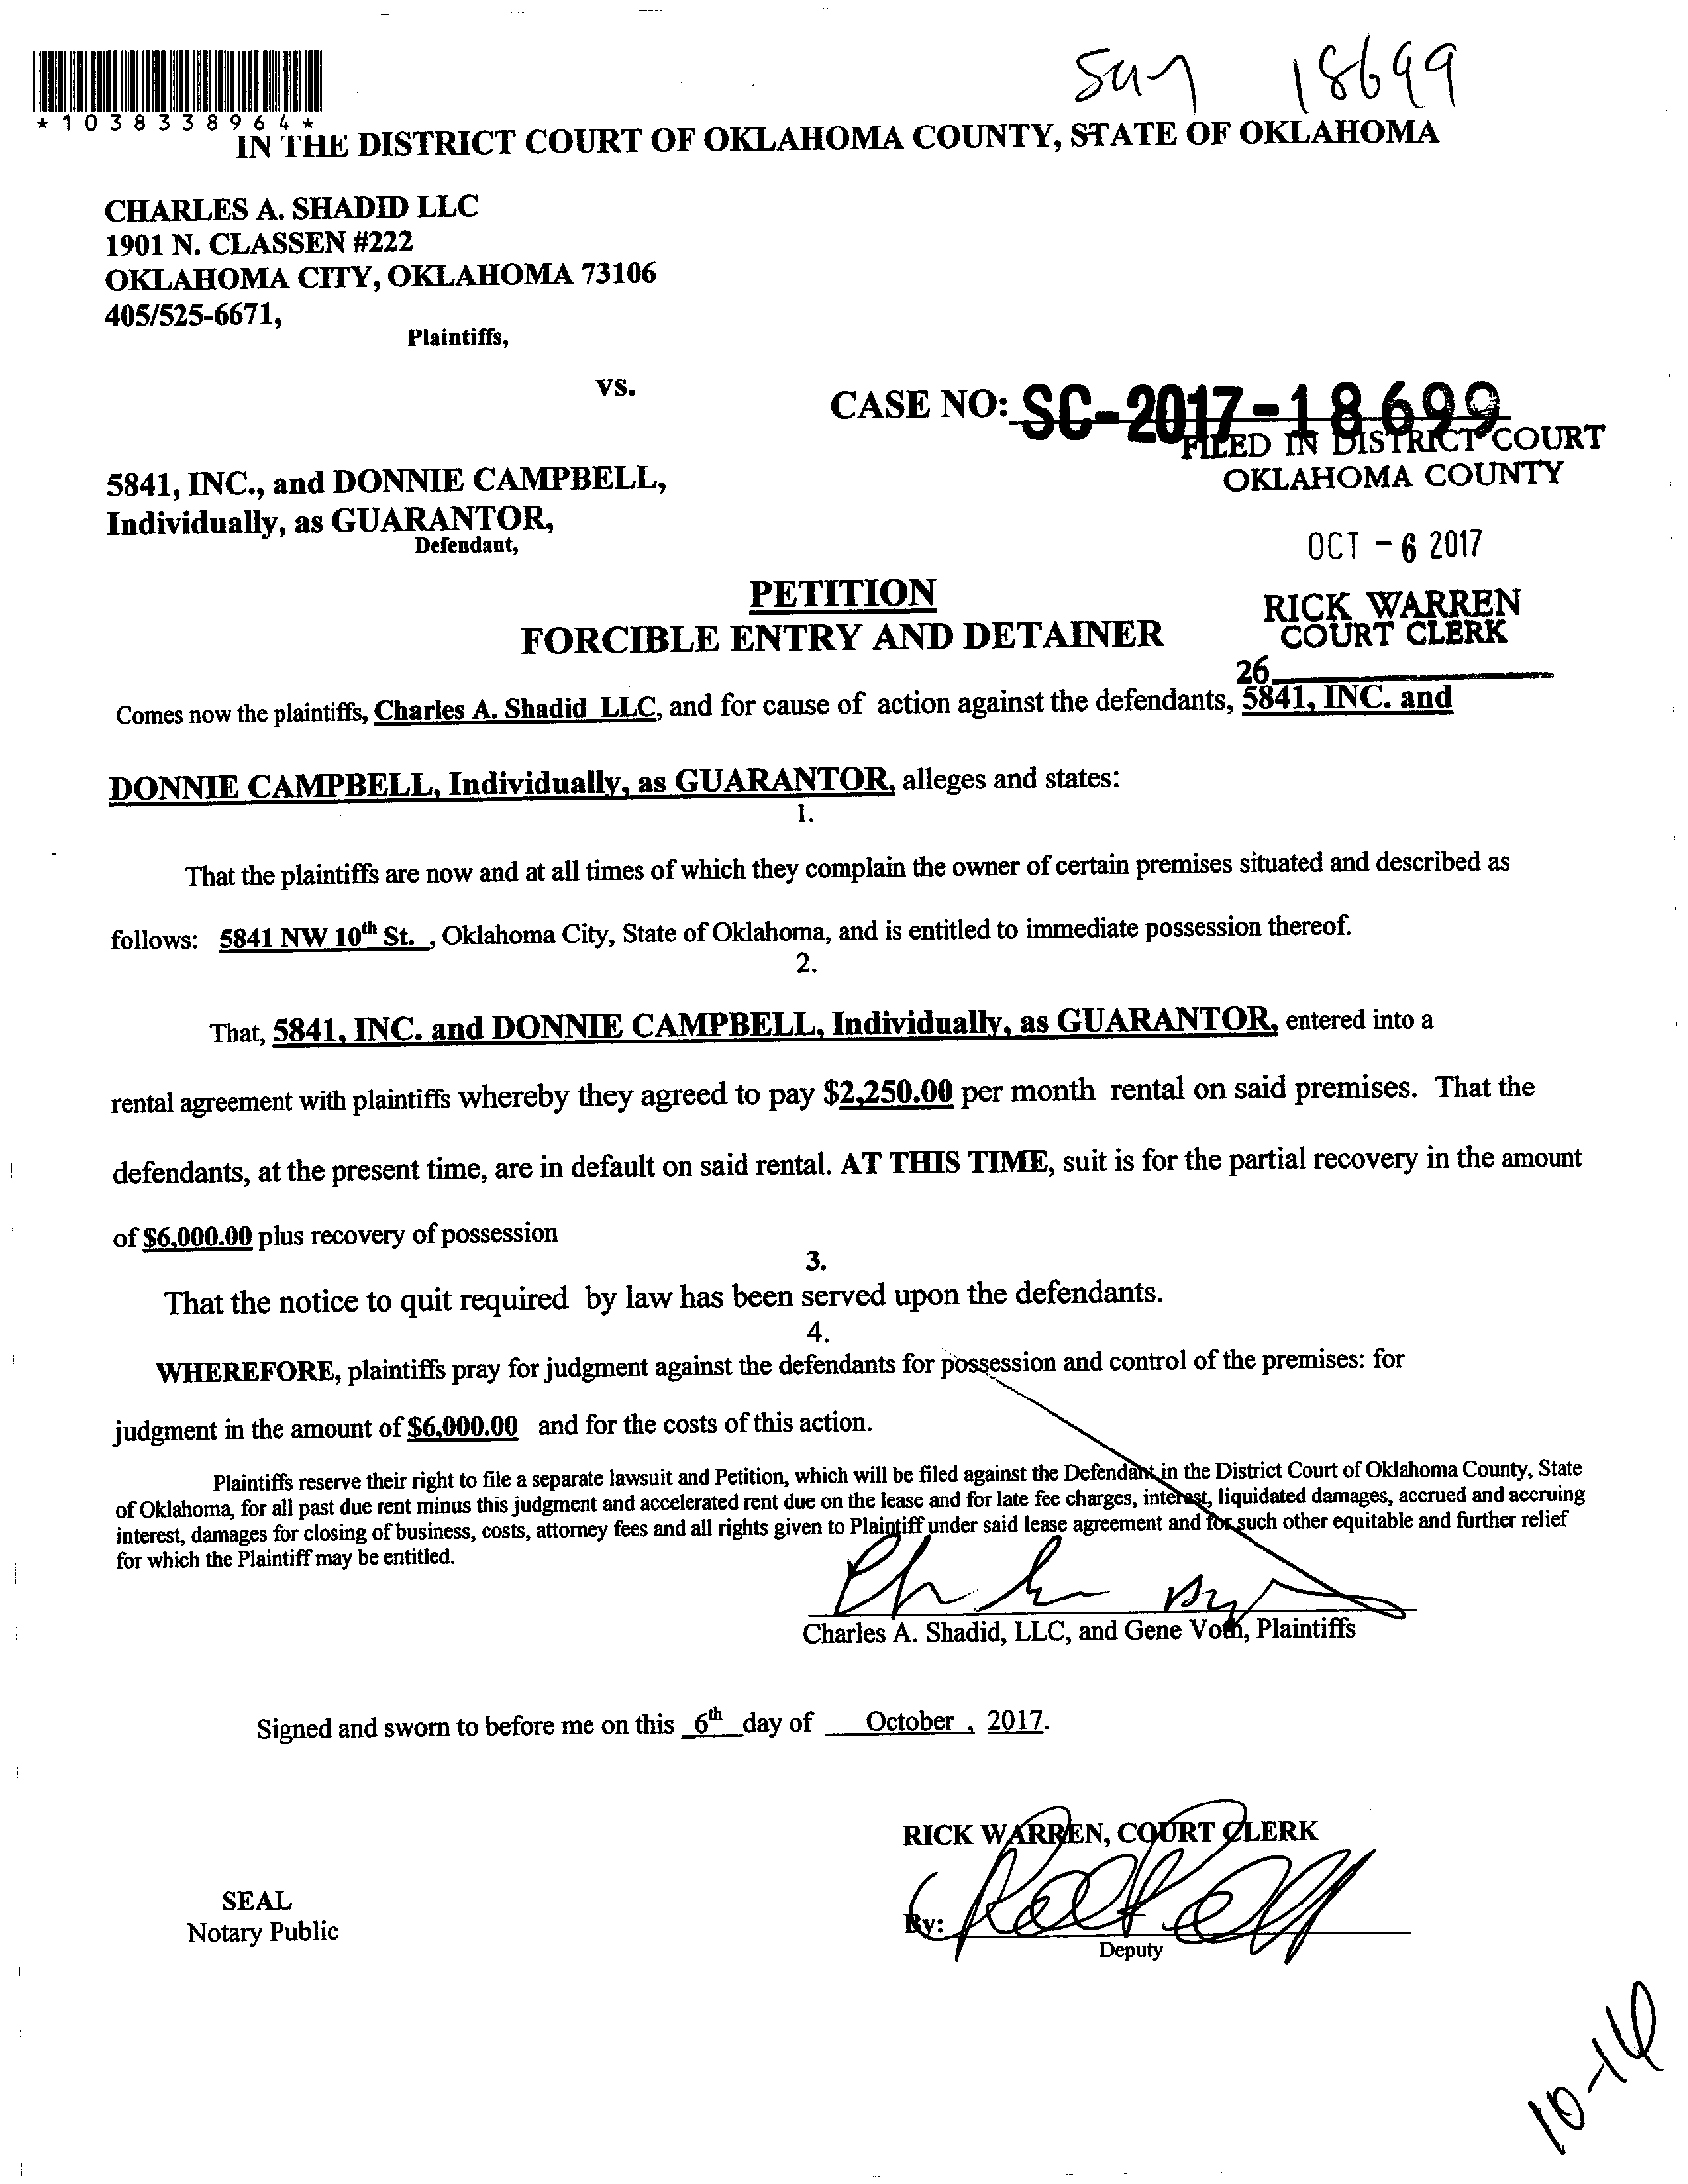 18699
*1038338964*
IN THE DISTRICT COURT OF OKLAHOMA COUNTY, STATE OF OKLAHOMA
CHARLES A. SHADID LLC
1901 N. CLASSEN #222
OKLAHOMA CITY, OKLAHOMA 73106
405/525-6671,
Plaintiffs,
vs.
CASE NO: SC-2017-18699
FILED IN DISTRICT COURT
OKLAHOMA COUNTY
5841, INC., and DONNIE CAMPBELL,
Individually, as GUARANTOR,
Defendant,
OCT - 6 2017
PETITION
FORCIBLE ENTRY AND DETAINER
RICK WARREN
COURT CLERK
26
Comes now the plaintiffs, Charles A. Shadid LLC, and for cause of action against the defendants, 5841, INC. and
DONNIE CAMPBELL, Individually, as GUARANTOR, alleges and states:
1.
That the plaintiffs are now and at all times of which they complain the owner of certain premises situated and described as
follows: 5841 NW 10th St. , Oklahoma City, State of Oklahoma, and is entitled to immediate possession thereof.
2.
That, 5841, INC. and DONNIE CAMPBELL, Individually, as GUARANTOR, entered into a
rental agreement with plaintiffs whereby they agreed to pay $2,250.00 per month rental on said premises. That the
defendants, at the present time, are in default on said rental. AT THIS TIME, suit is for the partial recovery in the amount
of $6,000.00 plus recovery of possession
3.
That the notice to quit required by law has been served upon the defendants.
4.
WHEREFORE, plaintiffs pray for judgment against the defendants for possession and control of the premises: for
judgment in the amount of $6,000.00 and for the costs of this action.
Plaintiffs reserve their right to file a separate lawsuit and Petition, which will be filed against the Defendant in the District Court of Oklahoma County, State
of Oklahoma, for all past due rent minus this judgment and accelerated rent due on the lease and for late fee charges, interest, liquidated damages, accrued and accruing
interest, damages for closing of business, costs, attorney fees and all rights given to Plaintiff under said lease agreement and for such other equitable and further relief
for which the Plaintiff may be entitled.
Charles A. Shadid, LLC, and Gene Voth, Plaintiffs
Signed and sworn to before me on this 6th day of October , 2017.
RICK WARREN, COURT CLERK
SEAL
Notary Public
By:
Deputy